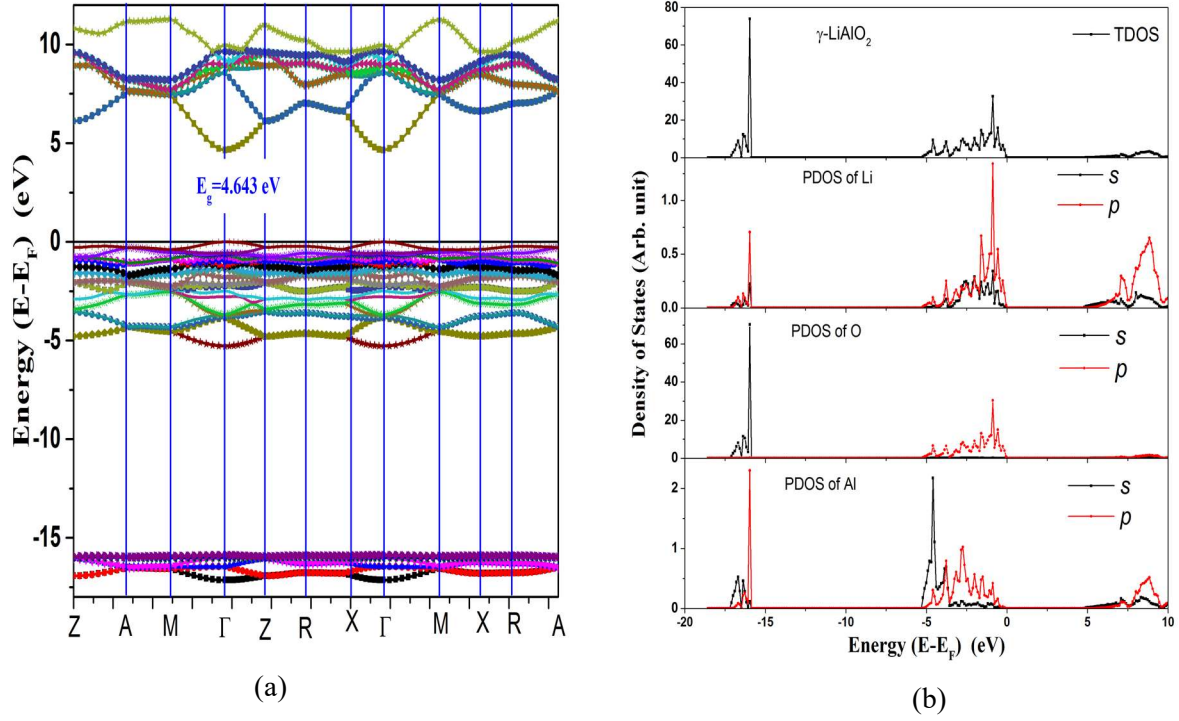 10
5
0
-5
-10
-15
Energy (E-E_F) (eV)
E_g=4.643 eV
Z A M Γ Z R X Γ M X R A
(a)
80
60
40
20
0
γ-LiAlO₂
TDOS
1.0
0.5
0.0
PDOS of Li
s
p
60
40
20
0
PDOS of O
s
p
2
1
0
PDOS of Al
s
p
Density of States (Arb. unit)
-20 -15 -10 -5 0 5 10
Energy (E-E_F) (eV)
(b)